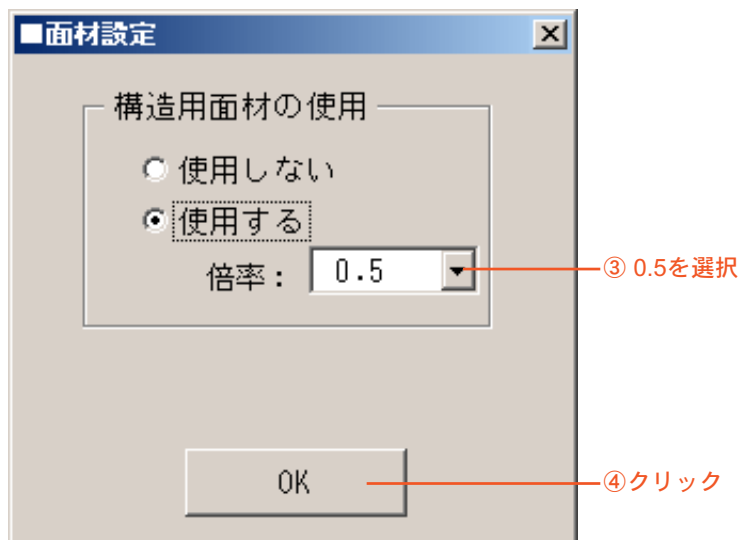 ■面材設定
構造用面材の使用
使用しない
使用する
倍率： 0.5
③ 0.5を選択
OK
④クリック